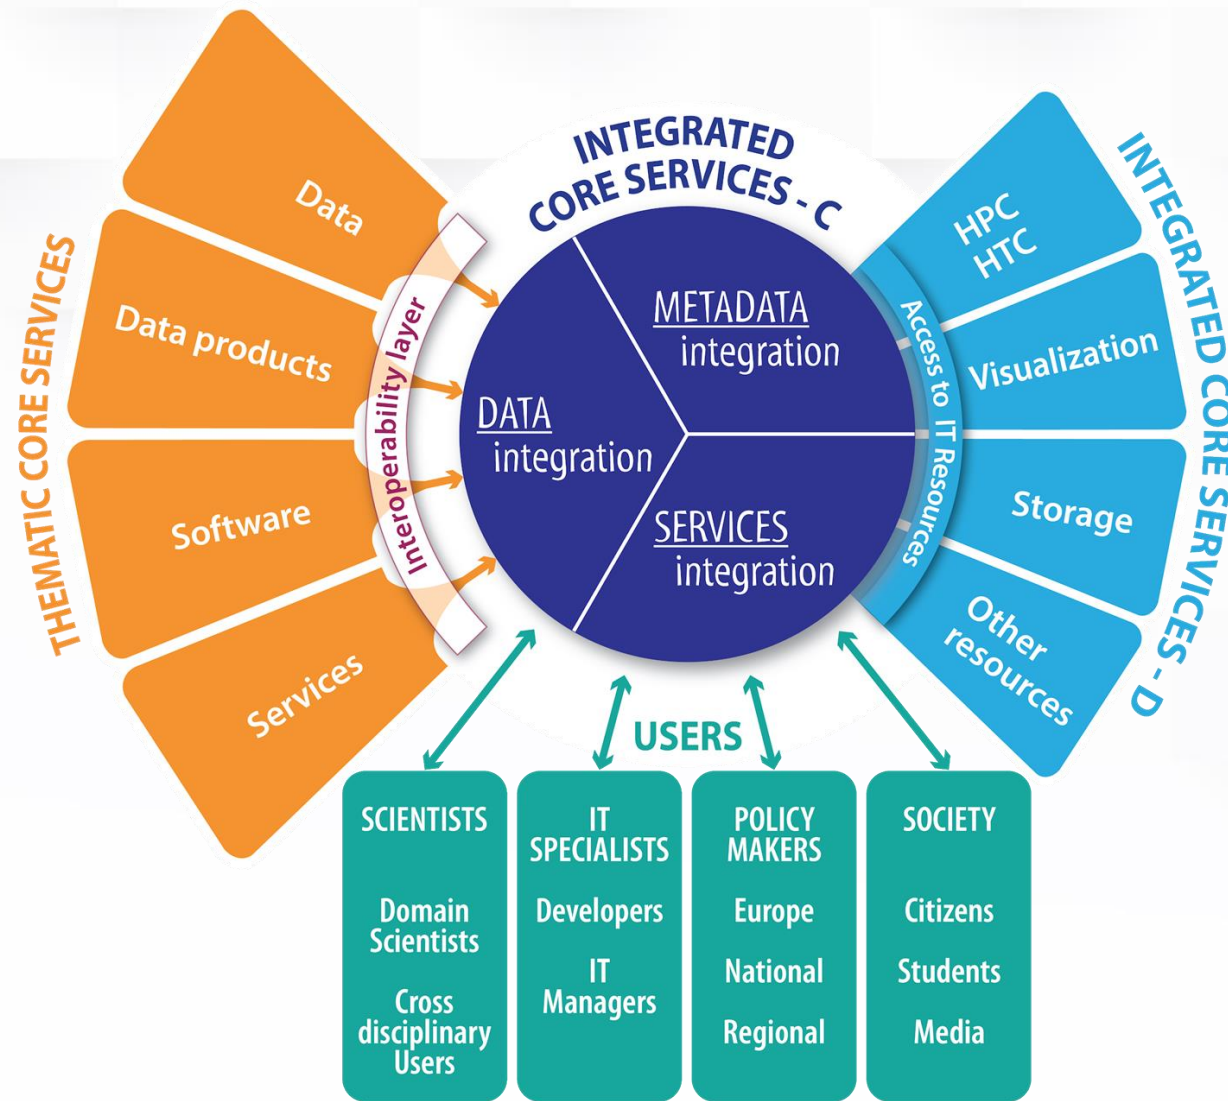 THEMATIC CORE SERVICES
Data
Data products
Software
Services
Interoperability layer
INTEGRATED
CORE SERVICES - C
METADATA
integration
DATA
integration
SERVICES
integration
Access to IT Resources
HPC
HTC
Visualization
Storage
Other
resources
INTEGRATED CORE SERVICES - D
USERS
SCIENTISTS
Domain
Scientists
Cross
disciplinary
Users
IT
SPECIALISTS
Developers
IT
Managers
POLICY
MAKERS
Europe
National
Regional
SOCIETY
Citizens
Students
Media